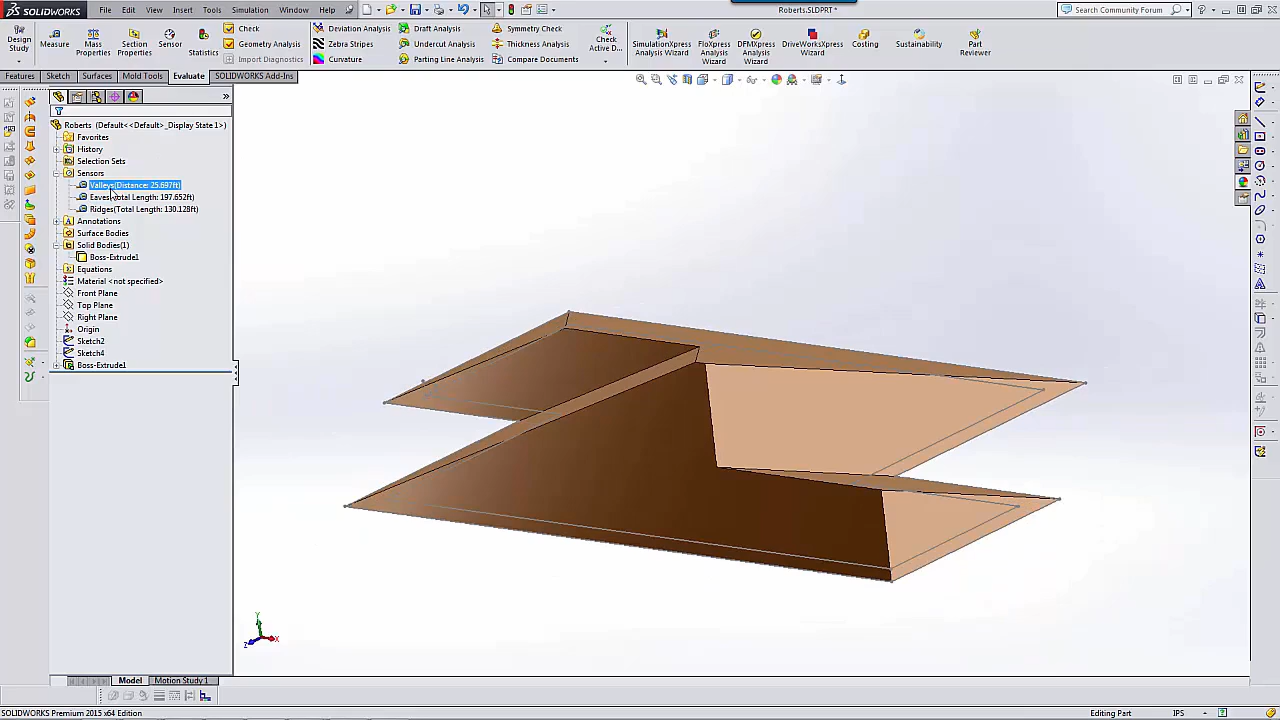 SOLIDWORKS File Edit View Insert Tools Simulation Window Help Roberts.SLDPRT * Search Community Forum
Design Study
Measure
Mass Properties
Section Properties
Sensor
Statistics
Check
Geometry Analysis
Import Diagnostics
Deviation Analysis
Zebra Stripes
Curvature
Draft Analysis
Undercut Analysis
Parting Line Analysis
Symmetry Check
Thickness Analysis
Compare Documents
Check Active D...
SimulationXpress Analysis Wizard
FloXpress Analysis Wizard
DFMXpress Analysis Wizard
DriveWorksXpress Wizard
Costing
Sustainability
Part Reviewer
Features Sketch Surfaces Mold Tools Evaluate SOLIDWORKS Add-Ins
Roberts (Default<<Default>_Display State 1>)
Favorites
History
Selection Sets
Sensors
Valleys(Distance: 25.697ft)
Eaves(Total Length: 197.652ft)
Ridges(Total Length: 130.128ft)
Annotations
Surface Bodies
Solid Bodies(1)
Boss-Extrude1
Equations
Material <not specified>
Front Plane
Top Plane
Right Plane
Origin
Sketch2
Sketch4
Boss-Extrude1
Y
X
Z
Model Motion Study 1
SOLIDWORKS Premium 2015 x64 Edition Editing Part IPS